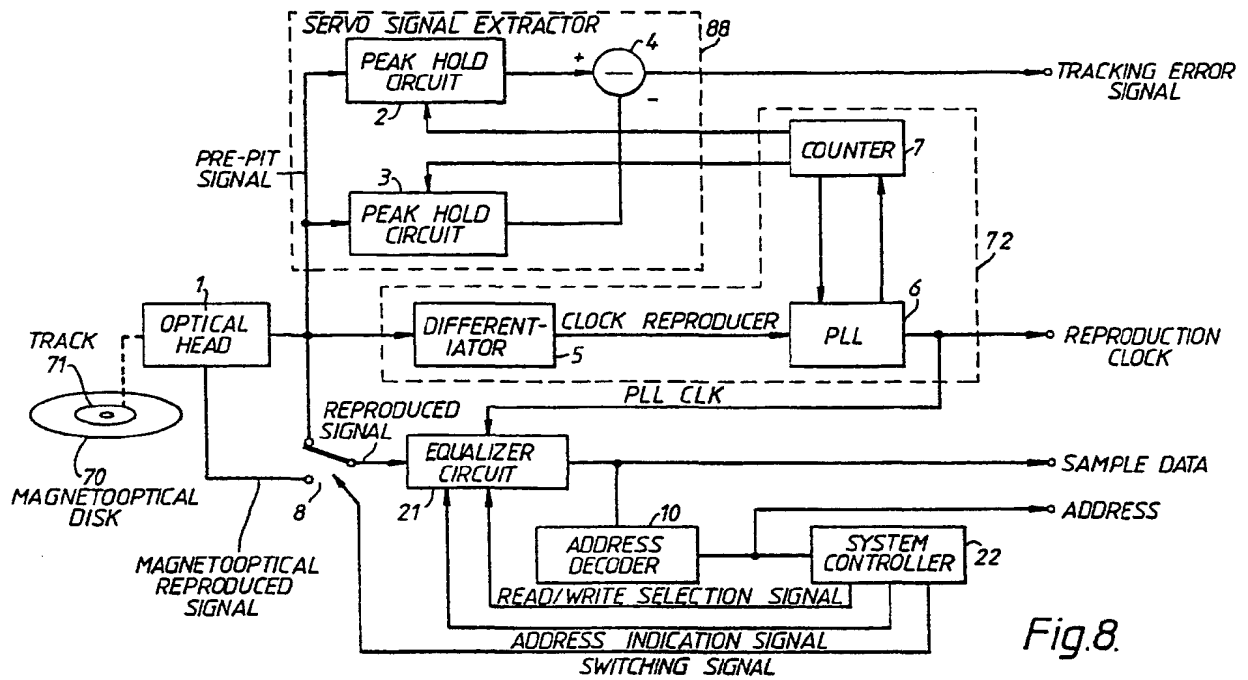 SERVO SIGNAL EXTRACTOR
88
PEAK HOLD
CIRCUIT
2
+
4
-
TRACKING ERROR
SIGNAL
PRE-PIT
SIGNAL
3
PEAK HOLD
CIRCUIT
COUNTER
7
72
1
OPTICAL
HEAD
TRACK
71
70
MAGNETOOPTICAL
DISK
DIFFERENT-
IATOR
5
CLOCK REPRODUCER
PLL
6
REPRODUCTION
CLOCK
PLL CLK
REPRODUCED
SIGNAL
EQUALIZER
CIRCUIT
21
SAMPLE DATA
8
MAGNETOOPTICAL
REPRODUCED
SIGNAL
10
ADDRESS
DECODER
ADDRESS
SYSTEM
CONTROLLER
22
READ/WRITE SELECTION SIGNAL
ADDRESS INDICATION SIGNAL
SWITCHING SIGNAL
Fig.8.